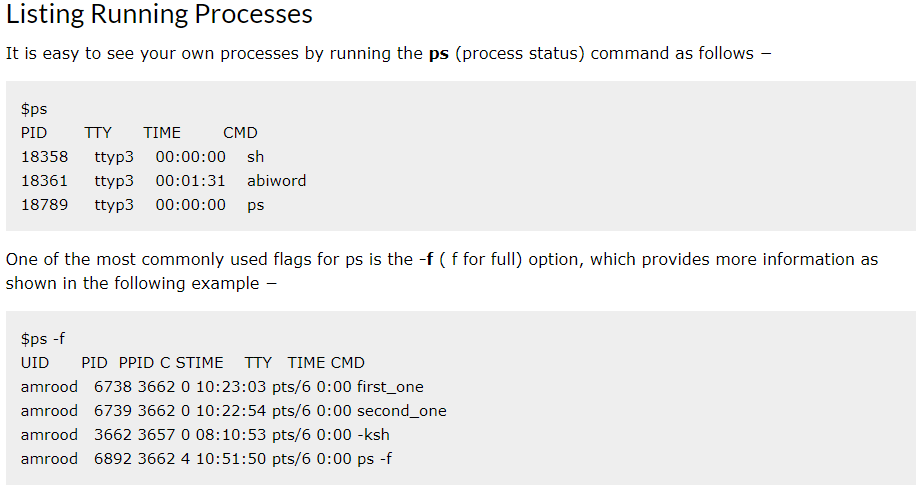 Listing Running Processes
It is easy to see your own processes by running the ps (process status) command as follows −
$ps
PID TTY TIME CMD
18358 ttyp3 00:00:00 sh
18361 ttyp3 00:01:31 abiword
18789 ttyp3 00:00:00 ps
One of the most commonly used flags for ps is the -f ( f for full) option, which provides more information as
shown in the following example −
$ps -f
UID PID PPID C STIME TTY TIME CMD
amrood 6738 3662 0 10:23:03 pts/6 0:00 first_one
amrood 6739 3662 0 10:22:54 pts/6 0:00 second_one
amrood 3662 3657 0 08:10:53 pts/6 0:00 -ksh
amrood 6892 3662 4 10:51:50 pts/6 0:00 ps -f